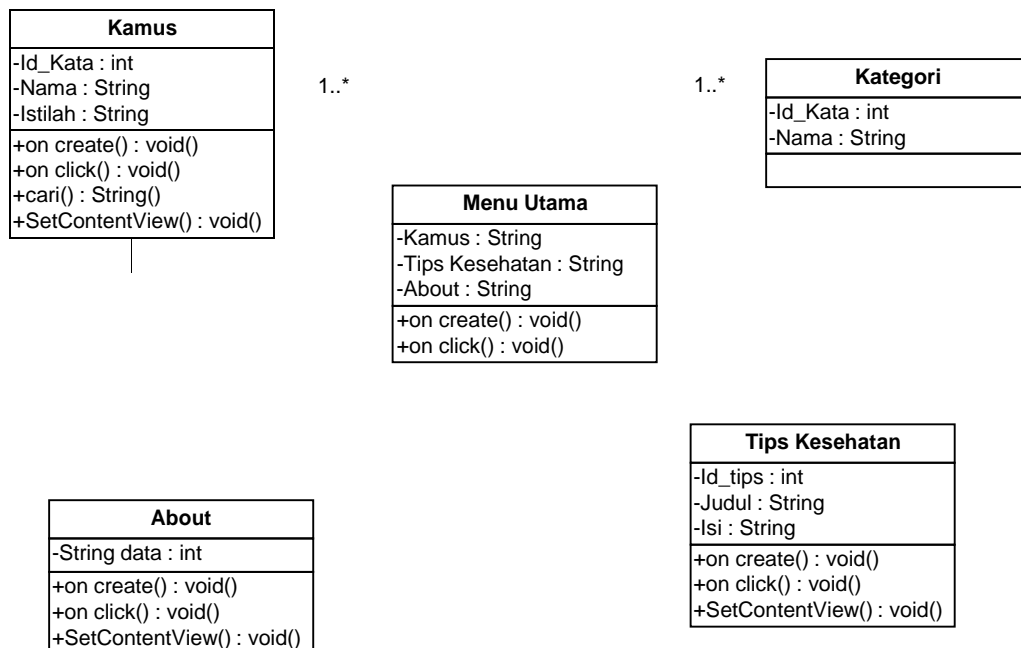 Kamus
-Id_Kata : int
-Nama : String
-Istilah : String
+on create() : void()
+on click() : void()
+cari() : String()
+SetContentView() : void()
1..*
1..*
Kategori
-Id_Kata : int
-Nama : String
Menu Utama
-Kamus : String
-Tips Kesehatan : String
-About : String
+on create() : void()
+on click() : void()
Tips Kesehatan
-Id_tips : int
-Judul : String
-Isi : String
+on create() : void()
+on click() : void()
+SetContentView() : void()
About
-String data : int
+on create() : void()
+on click() : void()
+SetContentView() : void()